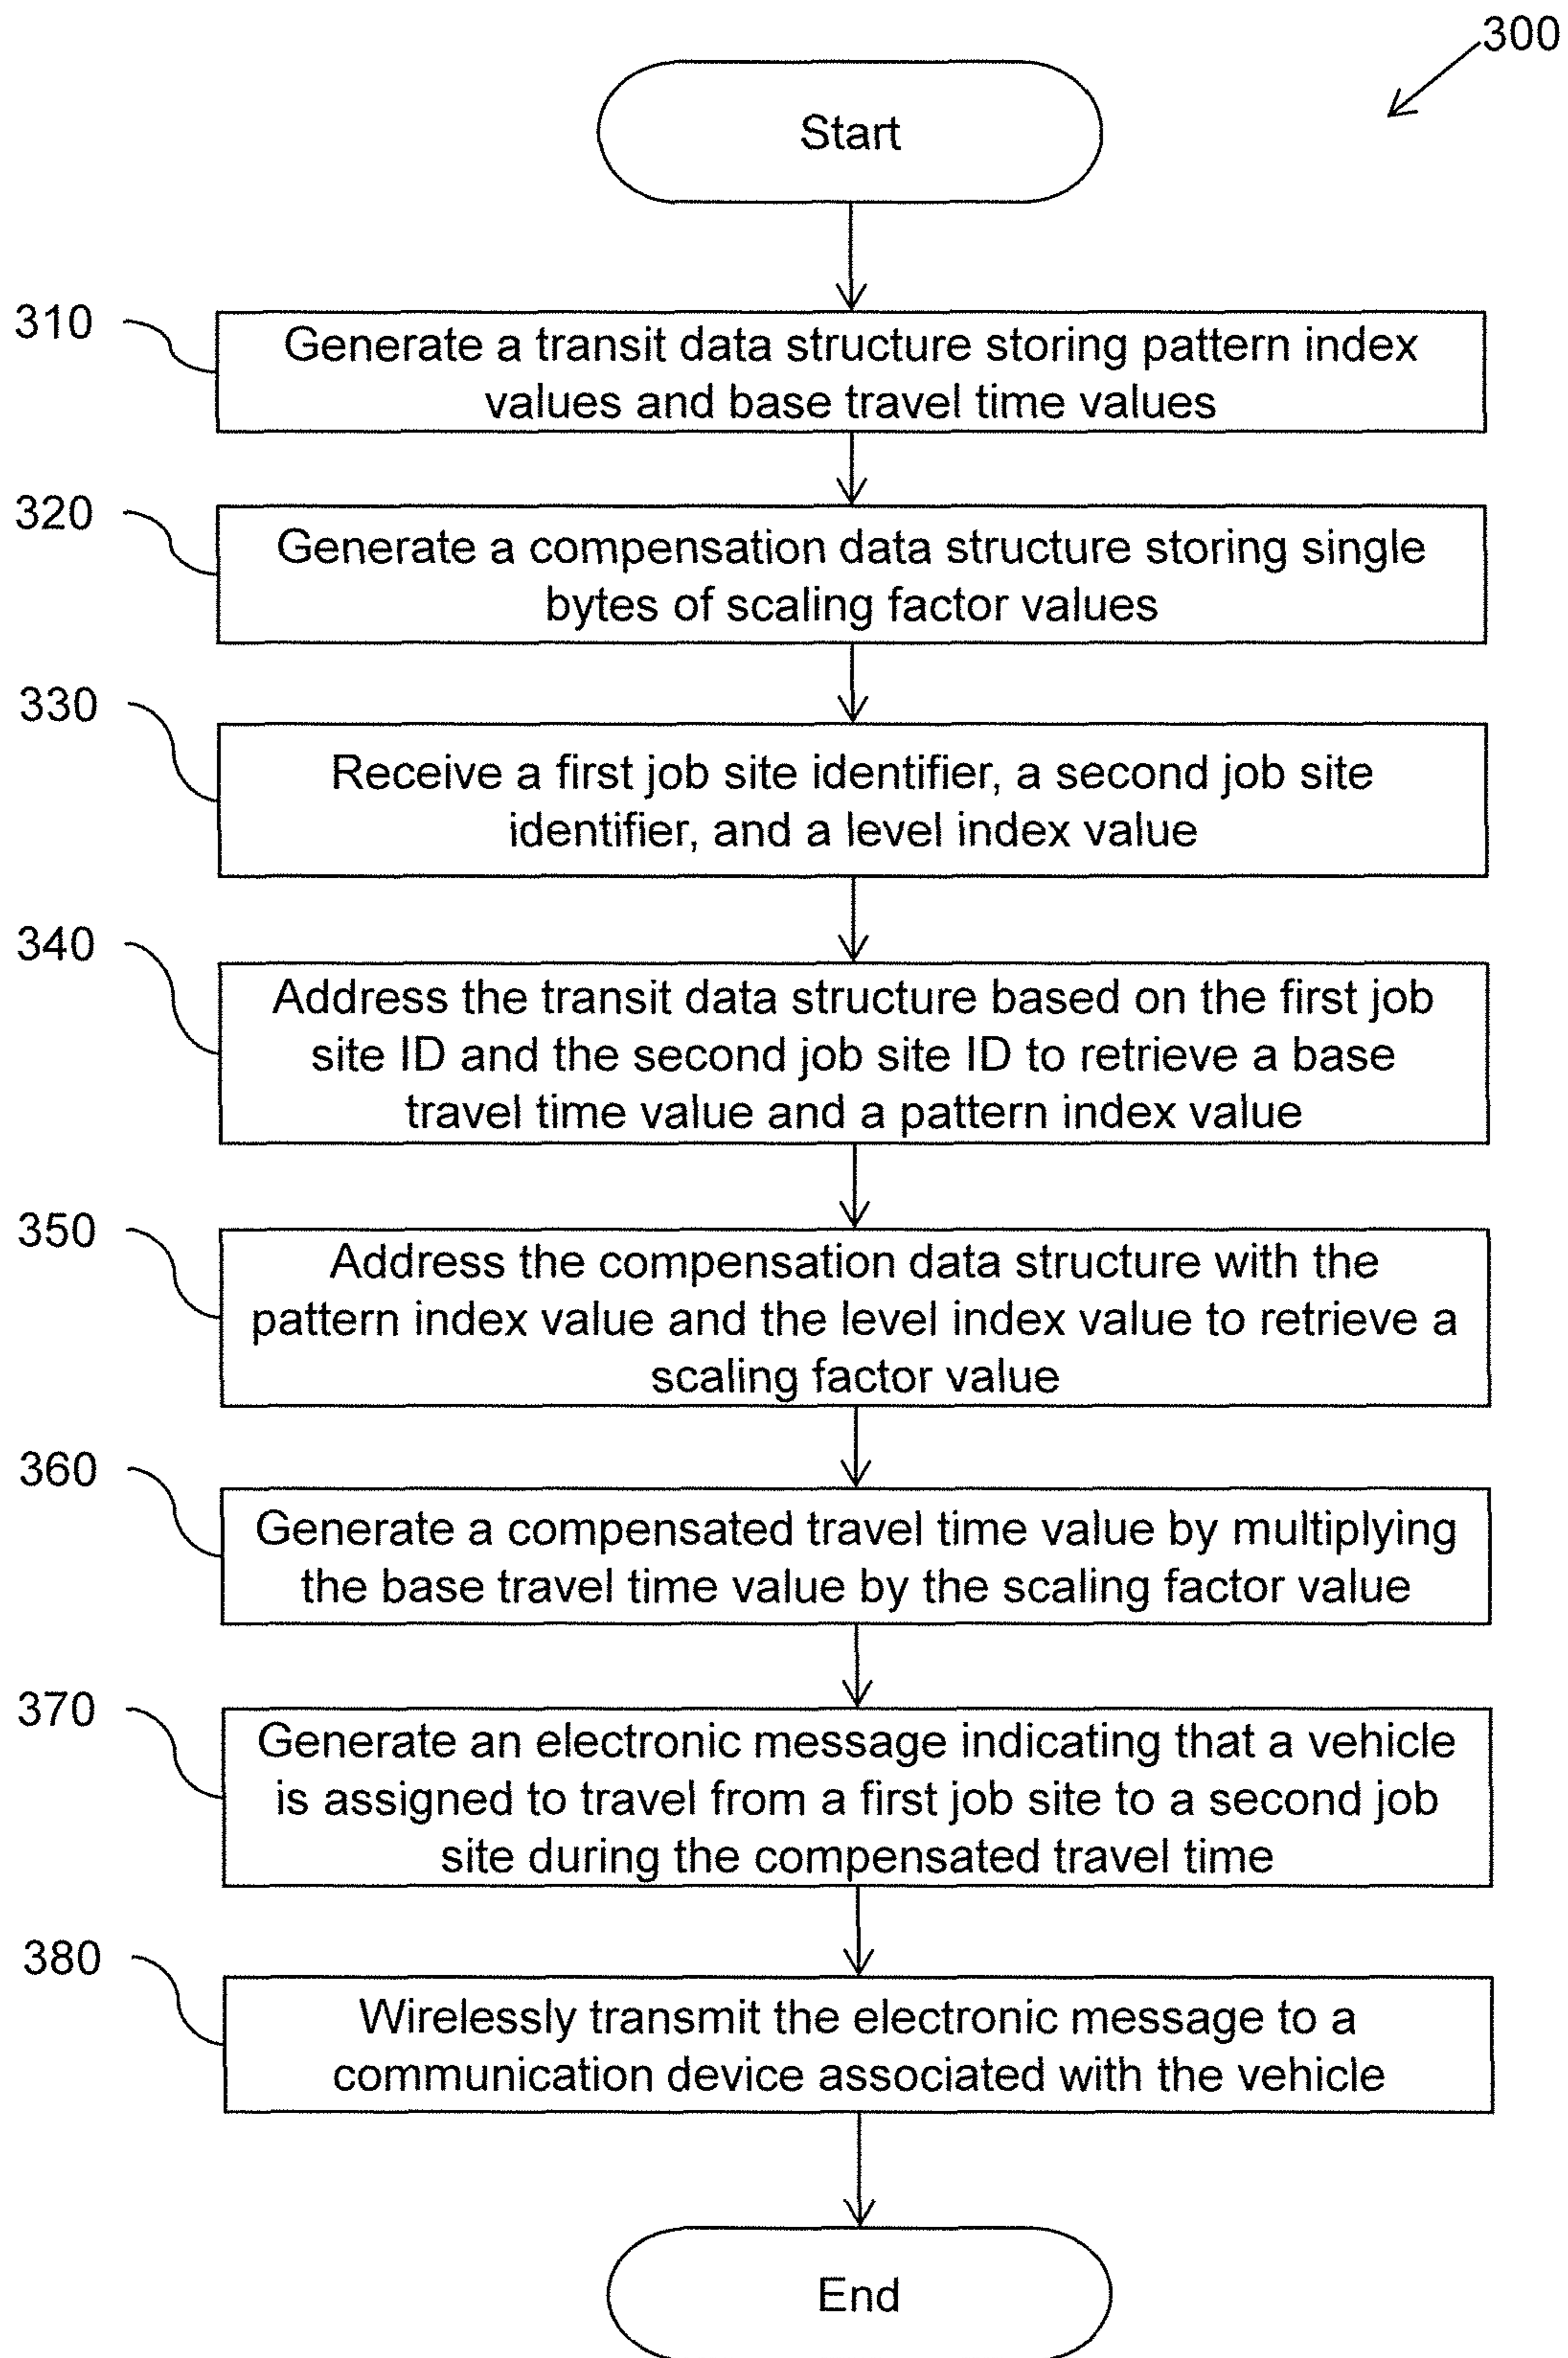 300
Start
310
Generate a transit data structure storing pattern index
values and base travel time values
320
Generate a compensation data structure storing single
bytes of scaling factor values
330
Receive a first job site identifier, a second job site
identifier, and a level index value
340
Address the transit data structure based on the first job
site ID and the second job site ID to retrieve a base
travel time value and a pattern index value
350
Address the compensation data structure with the
pattern index value and the level index value to retrieve a
scaling factor value
360
Generate a compensated travel time value by multiplying
the base travel time value by the scaling factor value
370
Generate an electronic message indicating that a vehicle
is assigned to travel from a first job site to a second job
site during the compensated travel time
380
Wirelessly transmit the electronic message to a
communication device associated with the vehicle
End